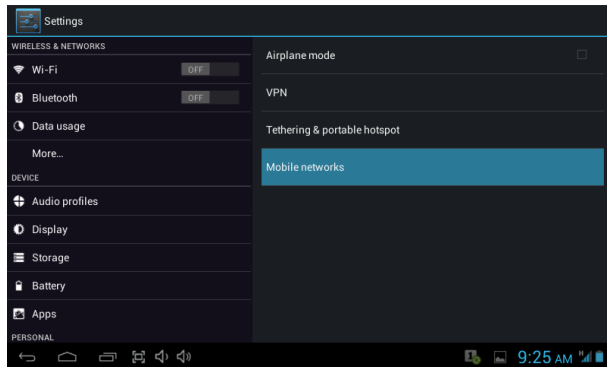 Settings
WIRELESS & NETWORKS
Wi-Fi OFF
Bluetooth OFF
Data usage
More...
DEVICE
Audio profiles
Display
Storage
Battery
Apps
PERSONAL
Airplane mode
VPN
Tethering & portable hotspot
Mobile networks
9:25 AM H